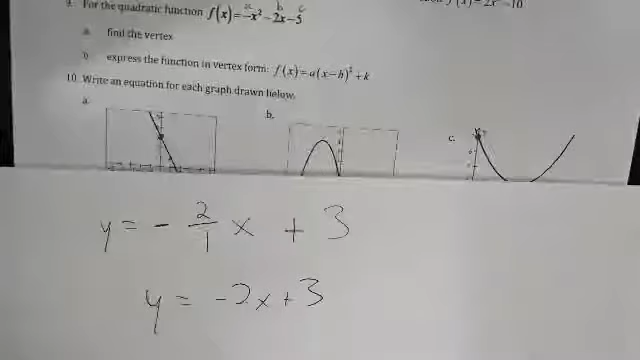 9. For the quadratic function f(x)=-x²-2x-5
a b c
a. find the vertex
b. express the function in vertex form: f(x)=a(x-h)²+k
10. Write an equation for each graph drawn below.
a.
b.
c.
y = - 2/1 x + 3
y = -2x+3